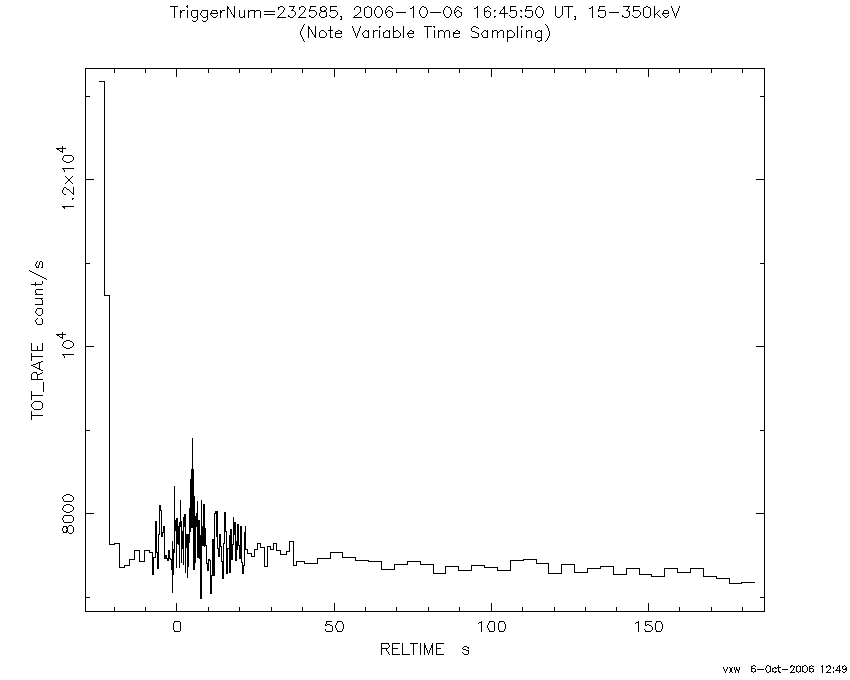 TriggerNum=232585, 2006-10-06 16:45:50 UT, 15-350keV
(Note Variable Time Sampling)
1.2×10⁴
10⁴
8000
TOT_RATE count/s
0 50 100 150
RELTIME s
vxw 6-Oct-2006 12:49